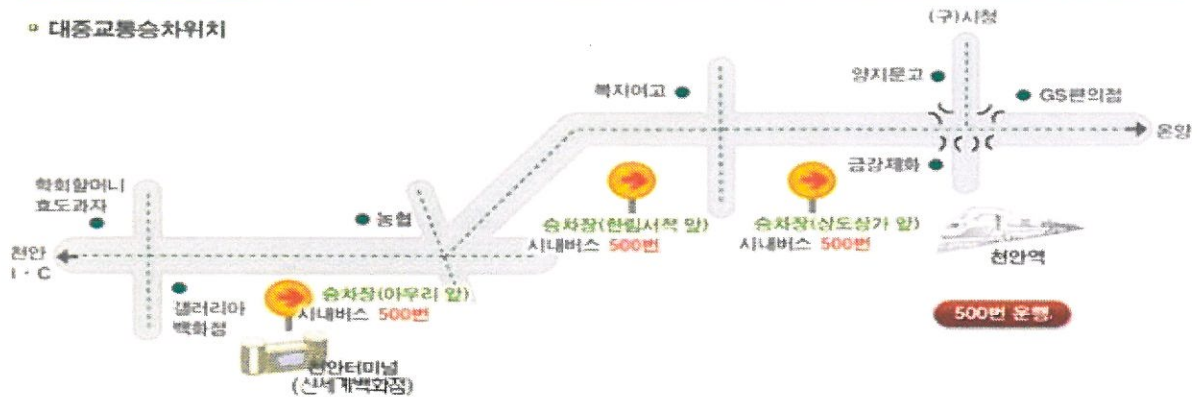 대중교통승차위치
(구)시청
양지문고
GS편의점
복지여고
온양
금강제화
학화할머니
효도과자
농협
승차장(한림서적 앞)
시내버스 500번
승차장(상도상가 앞)
시내버스 500번
천안역
천안
I·C
갤러리아
백화점
승차장(아우리 앞)
시내버스 500번
500번 운행
천안터미널
(신세계백화점)